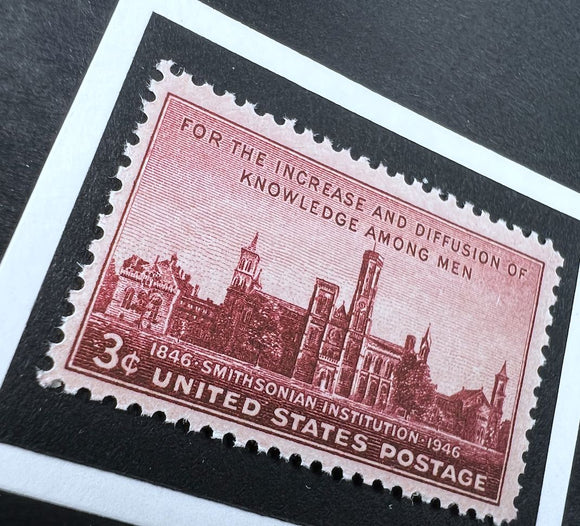 FOR THE INCREASE AND DIFFUSION OF
KNOWLEDGE AMONG MEN
3¢
1846 · SMITHSONIAN INSTITUTION · 1946
UNITED STATES POSTAGE